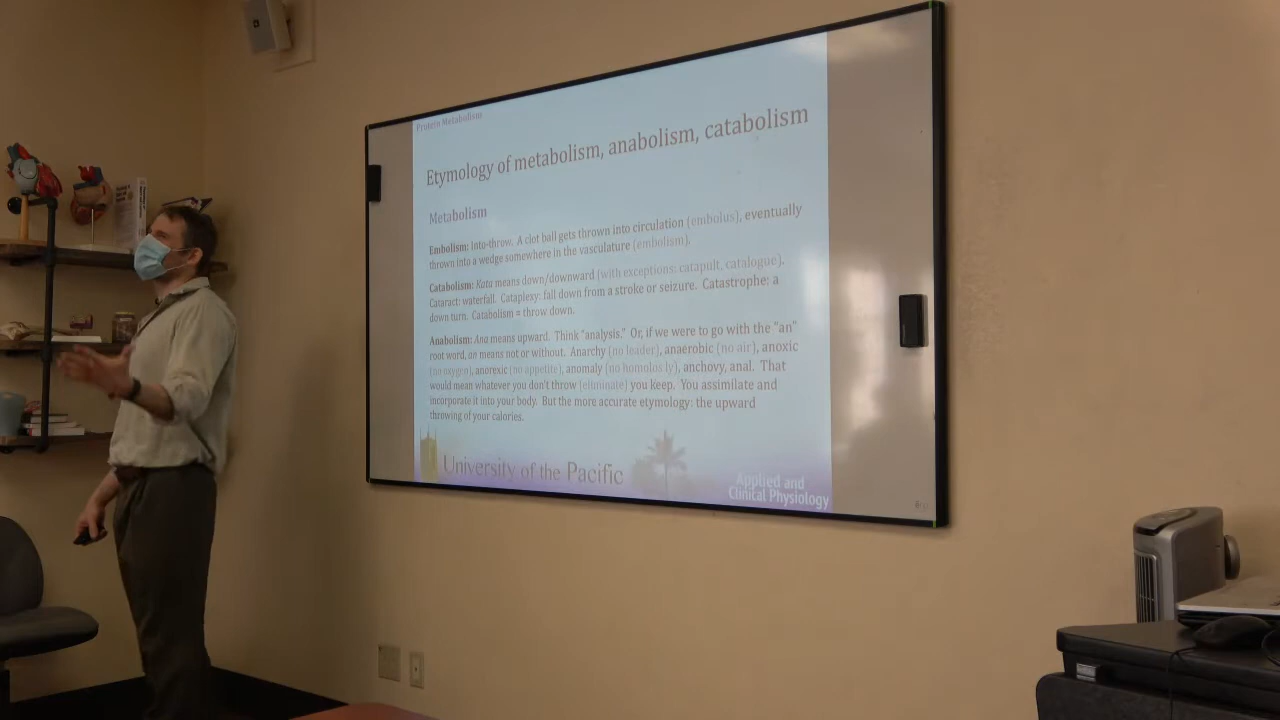 Protein Metabolism
Etymology of metabolism, anabolism, catabolism
Metabolism
Embolism: Into-throw. A clot ball gets thrown into circulation (embolus), eventually
thrown into a wedge somewhere in the vasculature (embolism).
Catabolism: Kata means down/downward (with exceptions: catapult, catalogue).
Cataract: waterfall. Cataplexy: fall down from a stroke or seizure. Catastrophe: a
down turn. Catabolism = throw down.
Anabolism: Ana means upward. Think "analysis." Or, if we were to go with the "an"
root word, an means not or without. Anarchy (no leader), anaerobic (no air), anoxic
(no oxygen), anorexic (no appetite), anomaly (no homolus ly), anchovy, anal. That
would mean whatever you don't throw (eliminate) you keep. You assimilate and
incorporate it into your body. But the more accurate etymology: the upward
throwing of your calories.
University of the Pacific
Applied and
Clinical Physiology